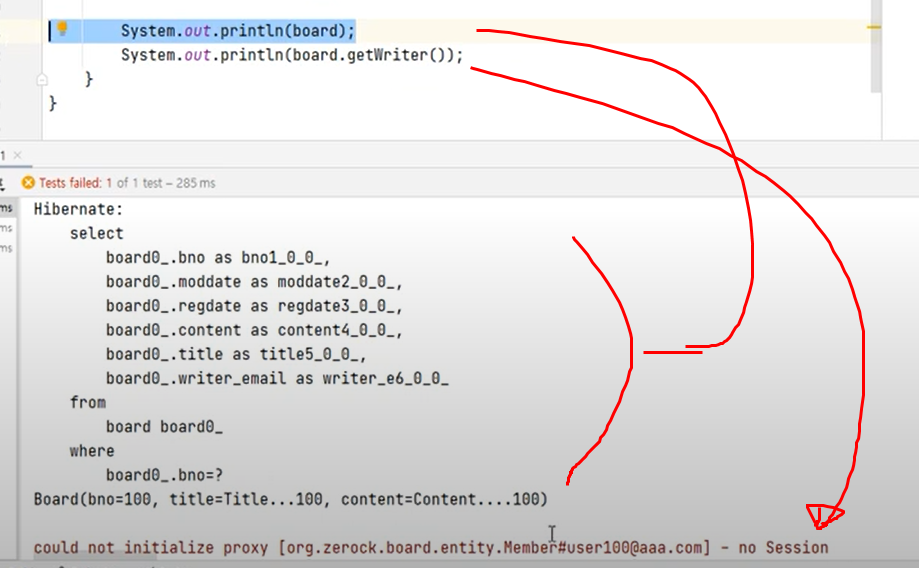 System.out.println(board);
System.out.println(board.getWriter());
}
}
1 ×
Tests failed: 1 of 1 test – 285 ms
ms
ms
ms
Hibernate:
select
board0_.bno as bno1_0_0_,
board0_.moddate as moddate2_0_0_,
board0_.regdate as regdate3_0_0_,
board0_.content as content4_0_0_,
board0_.title as title5_0_0_,
board0_.writer_email as writer_e6_0_0_
from
board board0_
where
board0_.bno=?
Board(bno=100, title=Title...100, content=Content....100)
could not initialize proxy [org.zerock.board.entity.Member#user100@aaa.com] - no Session